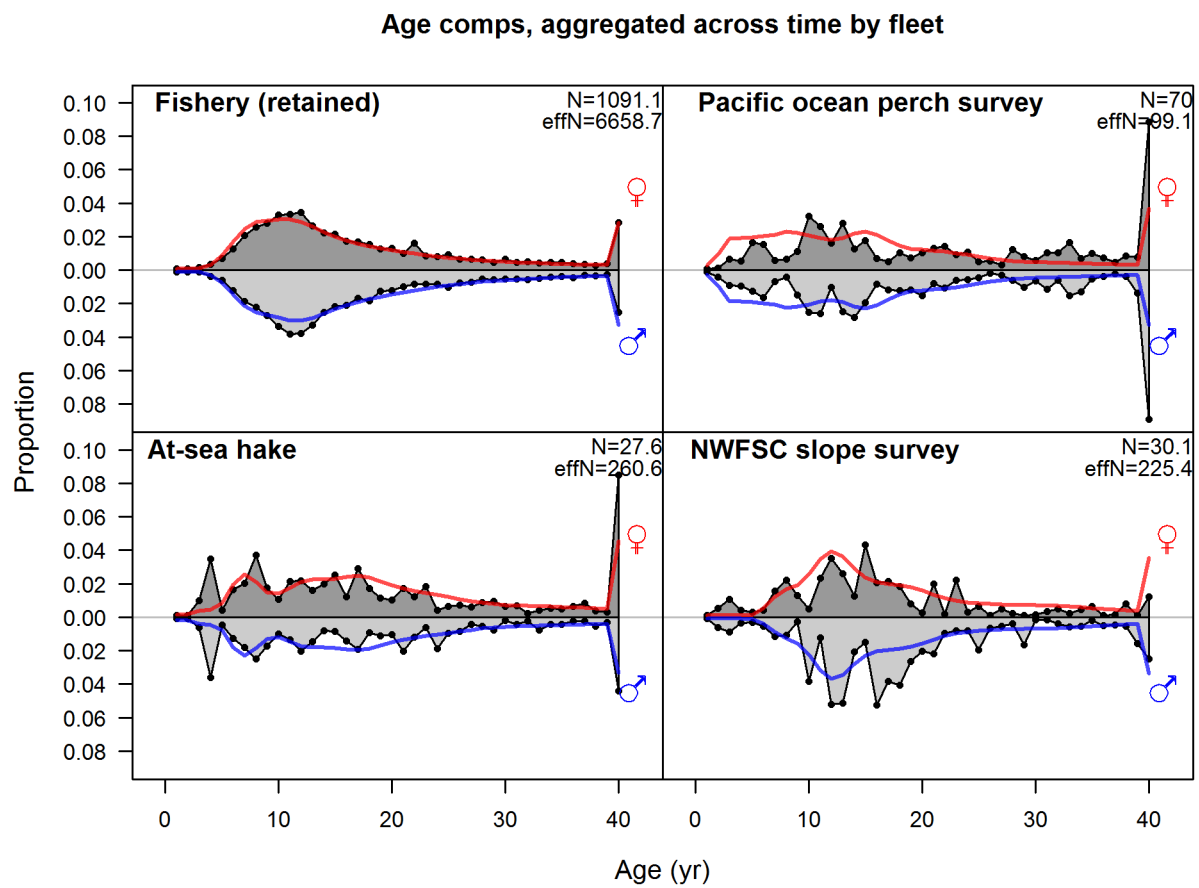 Age comps, aggregated across time by fleet
Fishery (retained)
N=1091.1
effN=6658.7
Pacific ocean perch survey
N=70
effN=99.1
0.10
0.08
0.06
0.04
0.02
0.00
0.02
0.04
0.06
0.08
At-sea hake
N=27.6
effN=260.6
NWFSC slope survey
N=30.1
effN=225.4
0.10
0.08
0.06
0.04
0.02
0.00
0.02
0.04
0.06
0.08
Proportion
0 10 20 30 40 0 10 20 30 40
Age (yr)